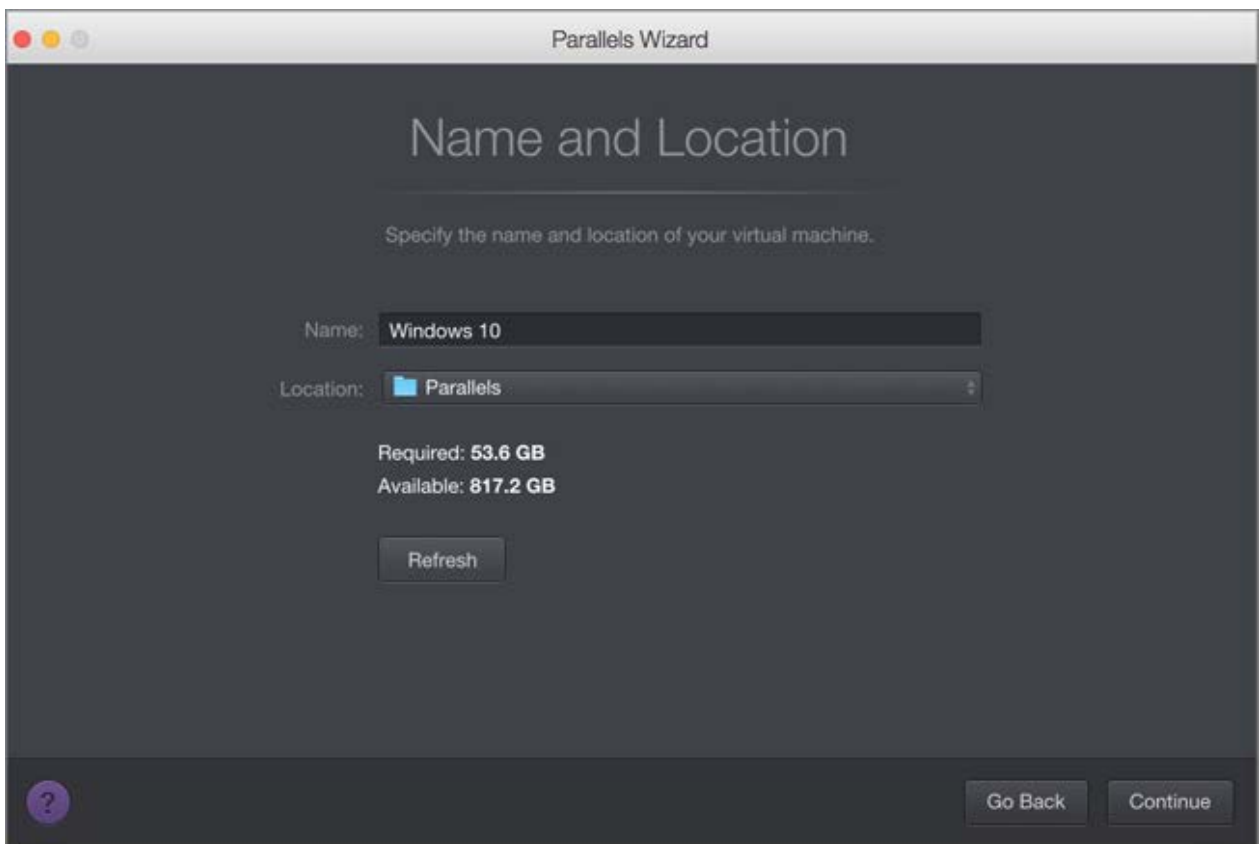 Parallels Wizard
Name and Location
Specify the name and location of your virtual machine.
Name: Windows 10
Location: Parallels
Required: 53.6 GB
Available: 817.2 GB
Refresh
? Go Back Continue